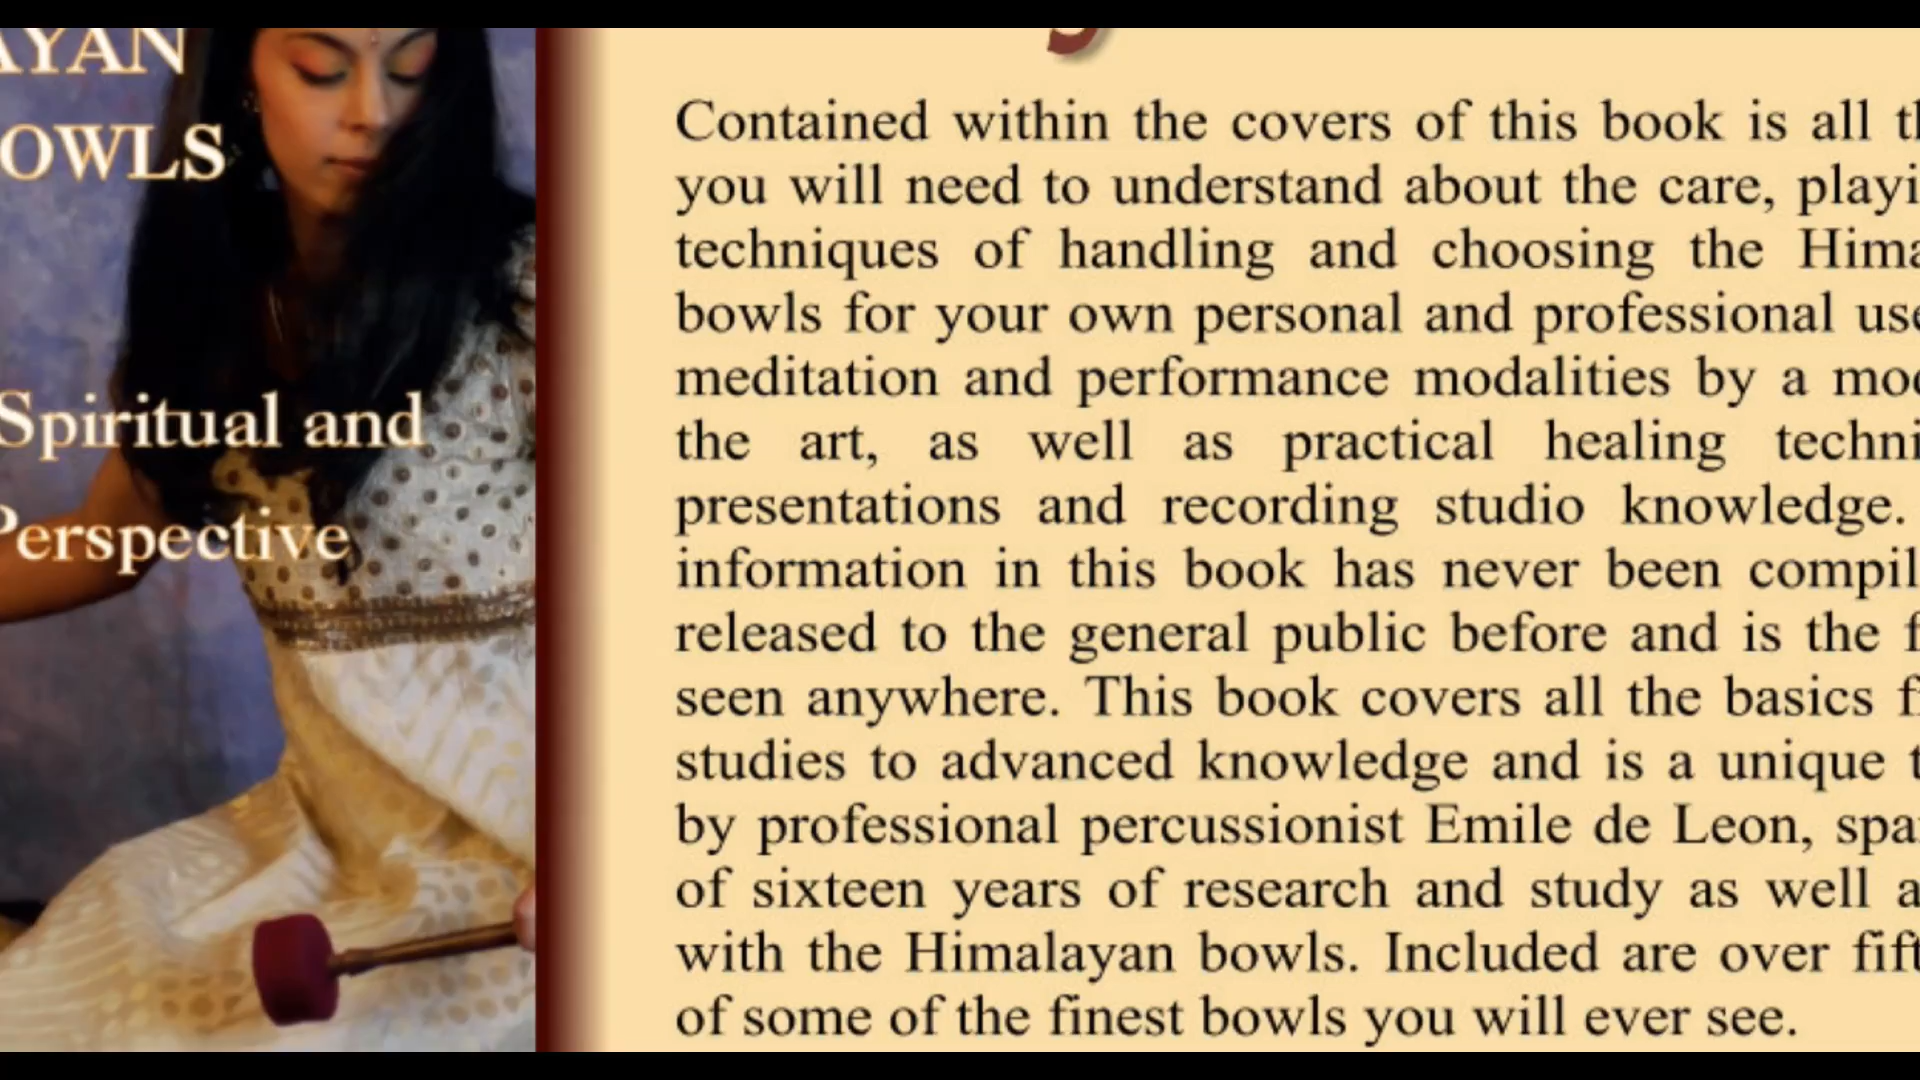 AYAN
OWLS
Spiritual and
Perspective
Contained within the covers of this book is all
you will need to understand about the care,
techniques of handling and choosing the
bowls for your own personal and professional
meditation and performance modalities by a
the art, as well as practical healing
presentations and recording studio knowledge.
information in this book has never been
released to the general public before and is the
seen anywhere. This book covers all the basics
studies to advanced knowledge and is a unique
by professional percussionist Emile de Leon,
of sixteen years of research and study as well
with the Himalayan bowls. Included are over
of some of the finest bowls you will ever see.